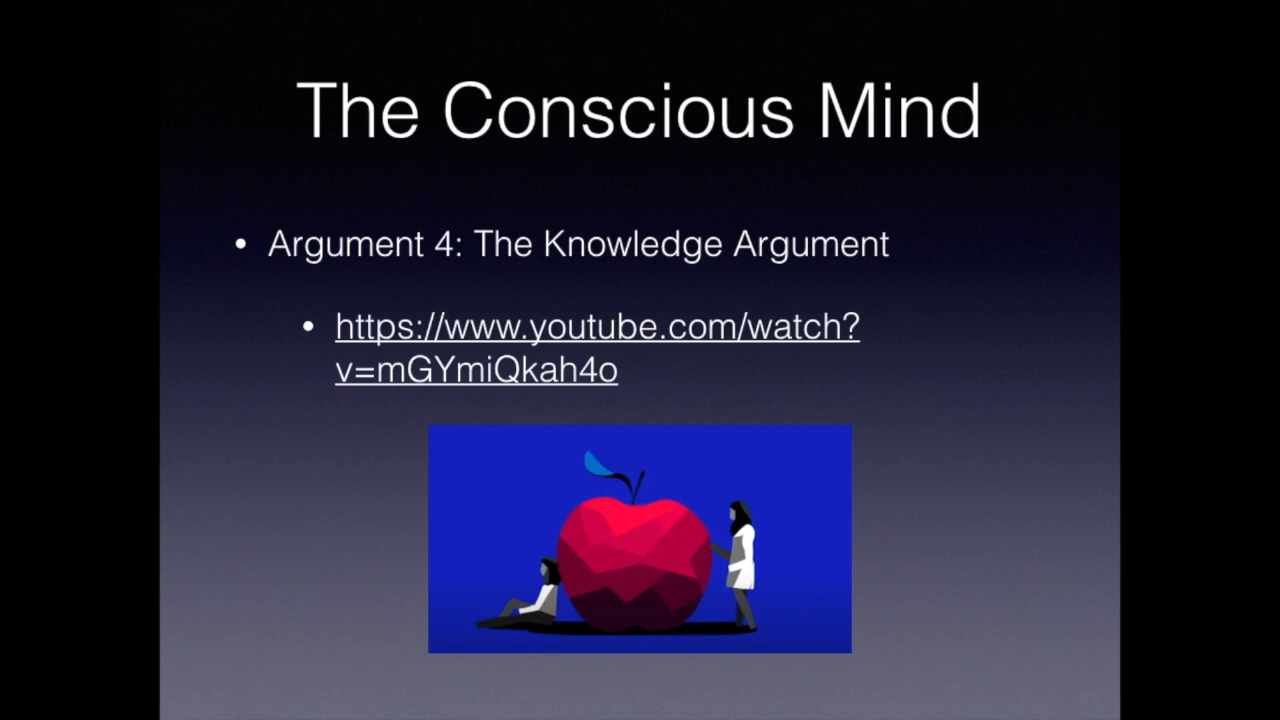 The Conscious Mind
• Argument 4: The Knowledge Argument
• https://www.youtube.com/watch?
v=mGYmiQkah4o